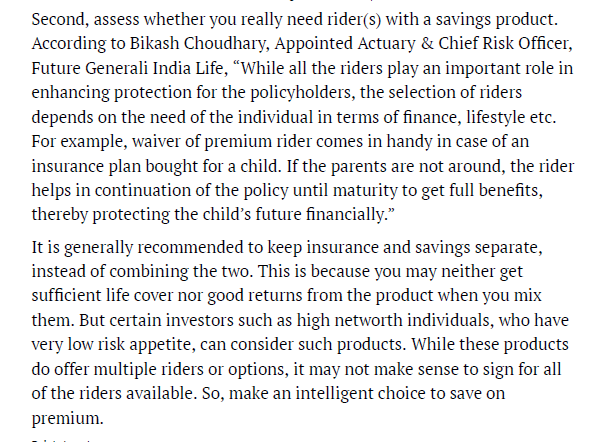 Second, assess whether you really need rider(s) with a savings product.
According to Bikash Choudhary, Appointed Actuary & Chief Risk Officer,
Future Generali India Life, “While all the riders play an important role in
enhancing protection for the policyholders, the selection of riders
depends on the need of the individual in terms of finance, lifestyle etc.
For example, waiver of premium rider comes in handy in case of an
insurance plan bought for a child. If the parents are not around, the rider
helps in continuation of the policy until maturity to get full benefits,
thereby protecting the child’s future financially.”
It is generally recommended to keep insurance and savings separate,
instead of combining the two. This is because you may neither get
sufficient life cover nor good returns from the product when you mix
them. But certain investors such as high networth individuals, who have
very low risk appetite, can consider such products. While these products
do offer multiple riders or options, it may not make sense to sign for all
of the riders available. So, make an intelligent choice to save on
premium.